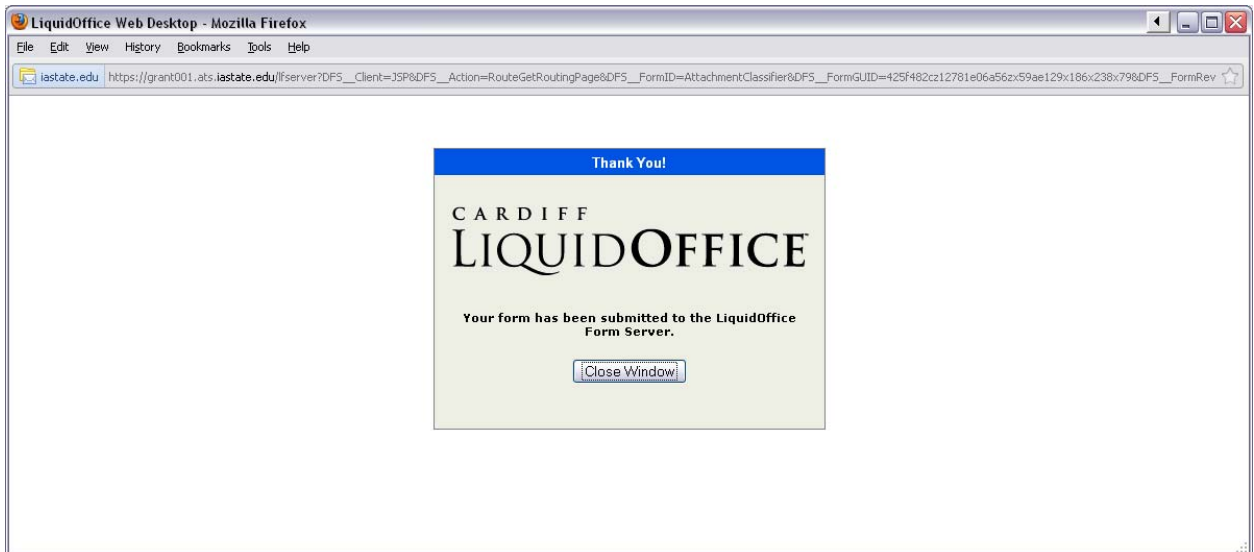 LiquidOffice Web Desktop - Mozilla Firefox
File Edit View History Bookmarks Tools Help
iastate.edu https://grant001.ats.iastate.edu/lfserver?DFS__Client=JSP&DFS__Action=RouteGetRoutingPage&DFS__FormID=AttachmentClassifier&DFS__FormGUID=425f482cz12781e06a56zx59ae129x186x238x79&DFS__FormRev
Thank You!
CARDIFF
LIQUIDOFFICE
Your form has been submitted to the LiquidOffice
Form Server.
Close Window